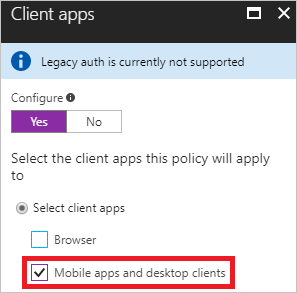 Client apps
Legacy auth is currently not supported
Configure
Yes No
Select the client apps this policy will apply
to
Select client apps
Browser
Mobile apps and desktop clients